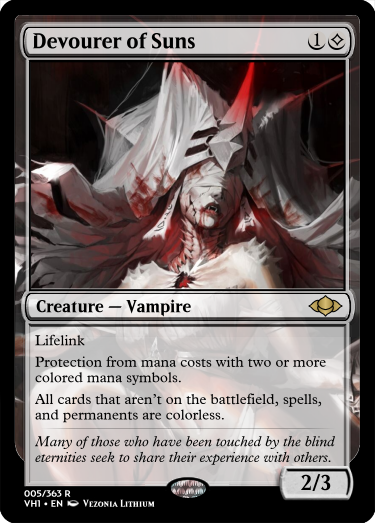 Devourer of Suns 1
Creature — Vampire
Lifelink
Protection from mana costs with two or more
colored mana symbols.
All cards that aren't on the battlefield, spells,
and permanents are colorless.
Many of those who have been touched by the blind
eternities seek to share their experience with others.
2/3
005/363 R
VH1 • EN Vezonia Lithium